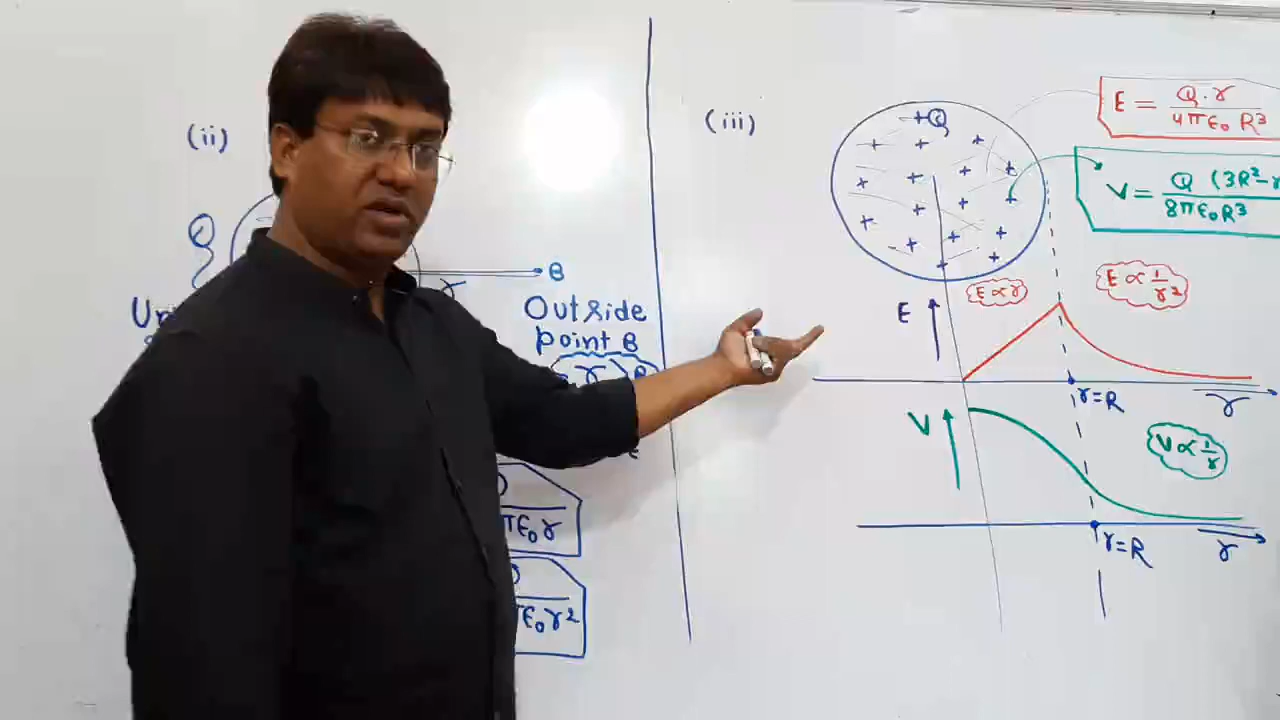 (ii)
Q
B
r
Outside
point B
r > R
πε₀r
πε₀r²
(iii)
+Q
E = Q·r / 4πε₀R³
V = Q (3R²-r / 8πε₀R³
E
E ∝ r
E ∝ 1/r²
r=R
r
V
V ∝ 1/r
r=R
r